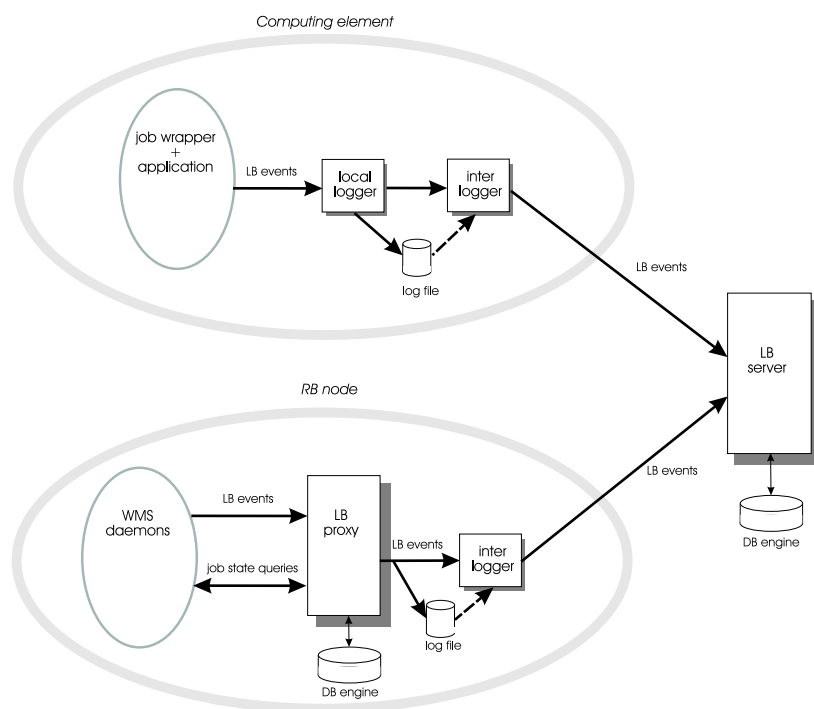 Computing element
job wrapper
+
application
LB events
local
logger
inter
logger
log file
LB events
LB
server
DB engine
RB node
WMS
daemons
LB events
job state queries
LB
proxy
LB events
inter
logger
log file
DB engine
LB events